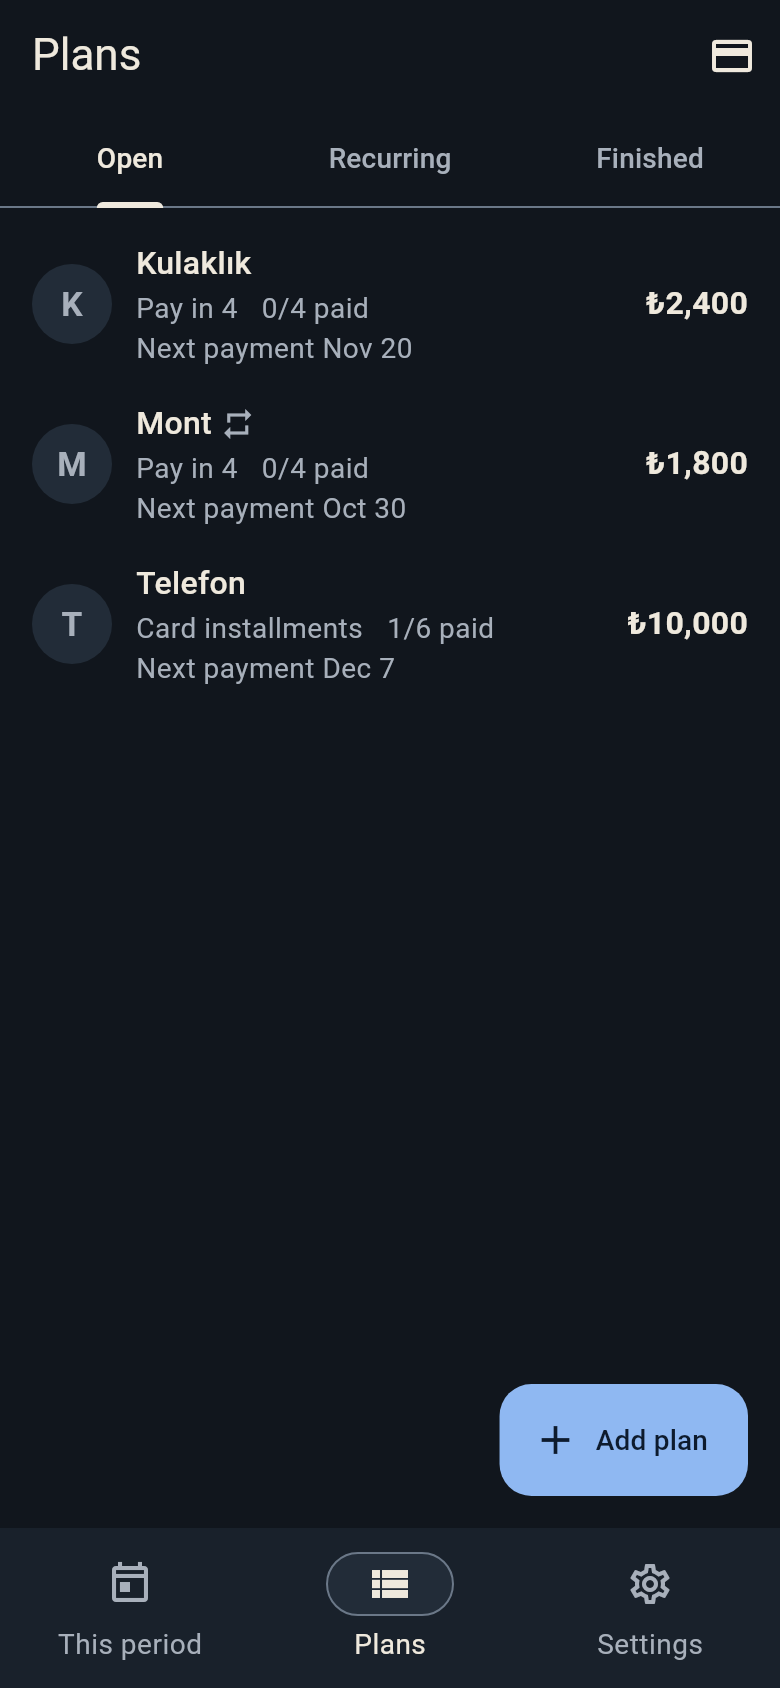 Plans
Open Recurring Finished
K
Kulaklık
Pay in 4 0/4 paid
Next payment Nov 20
₺2,400
M
Mont
Pay in 4 0/4 paid
Next payment Oct 30
₺1,800
T
Telefon
Card installments 1/6 paid
Next payment Dec 7
₺10,000
Add plan
This period Plans Settings